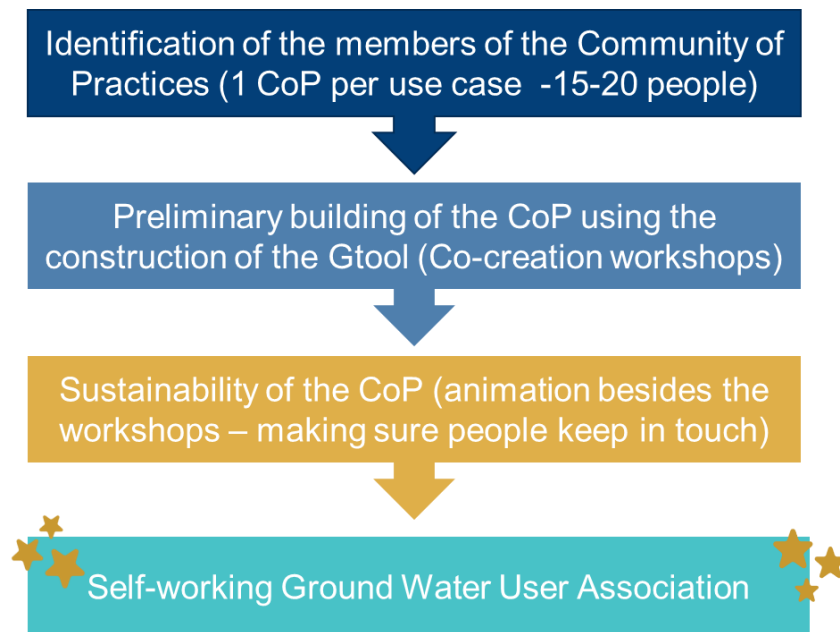 Identification of the members of the Community of
Practices (1 CoP per use case  -15-20 people)
Preliminary building of the CoP using the
construction of the Gtool (Co-creation workshops)
Sustainability of the CoP (animation besides the
workshops – making sure people keep in touch)
Self-working Ground Water User Association